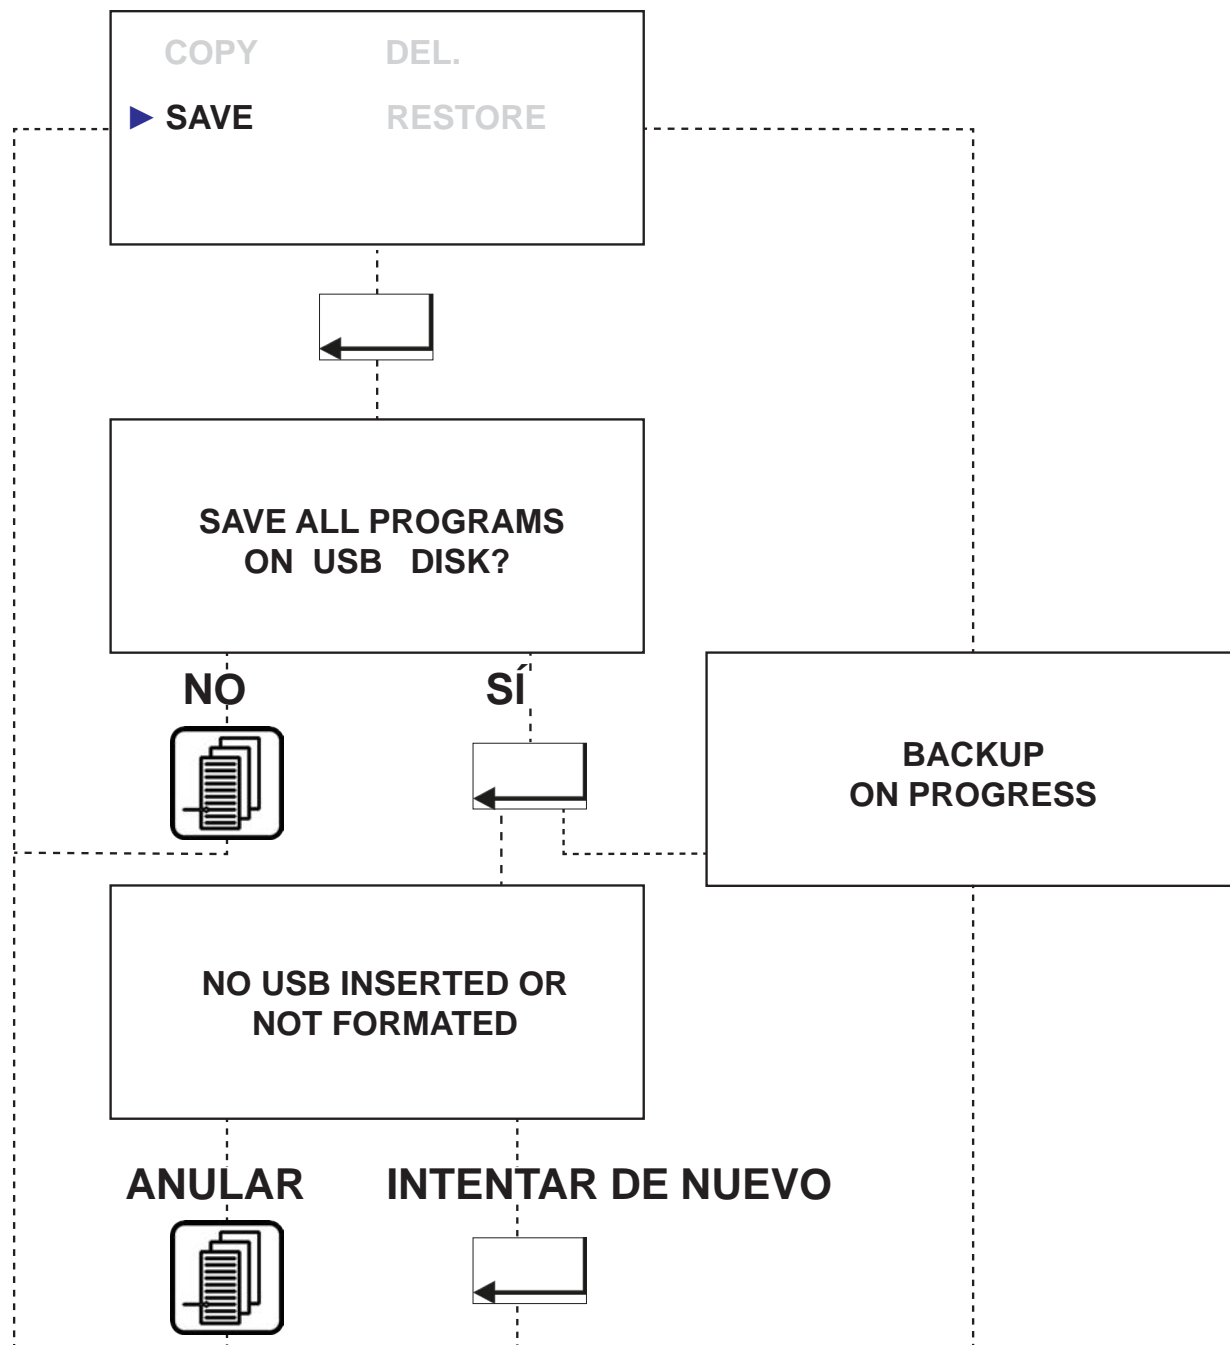 COPY DEL.
► SAVE RESTORE
SAVE ALL PROGRAMS
ON USB DISK?
NO SÍ
BACKUP
ON PROGRESS
NO USB INSERTED OR
NOT FORMATED
ANULAR INTENTAR DE NUEVO